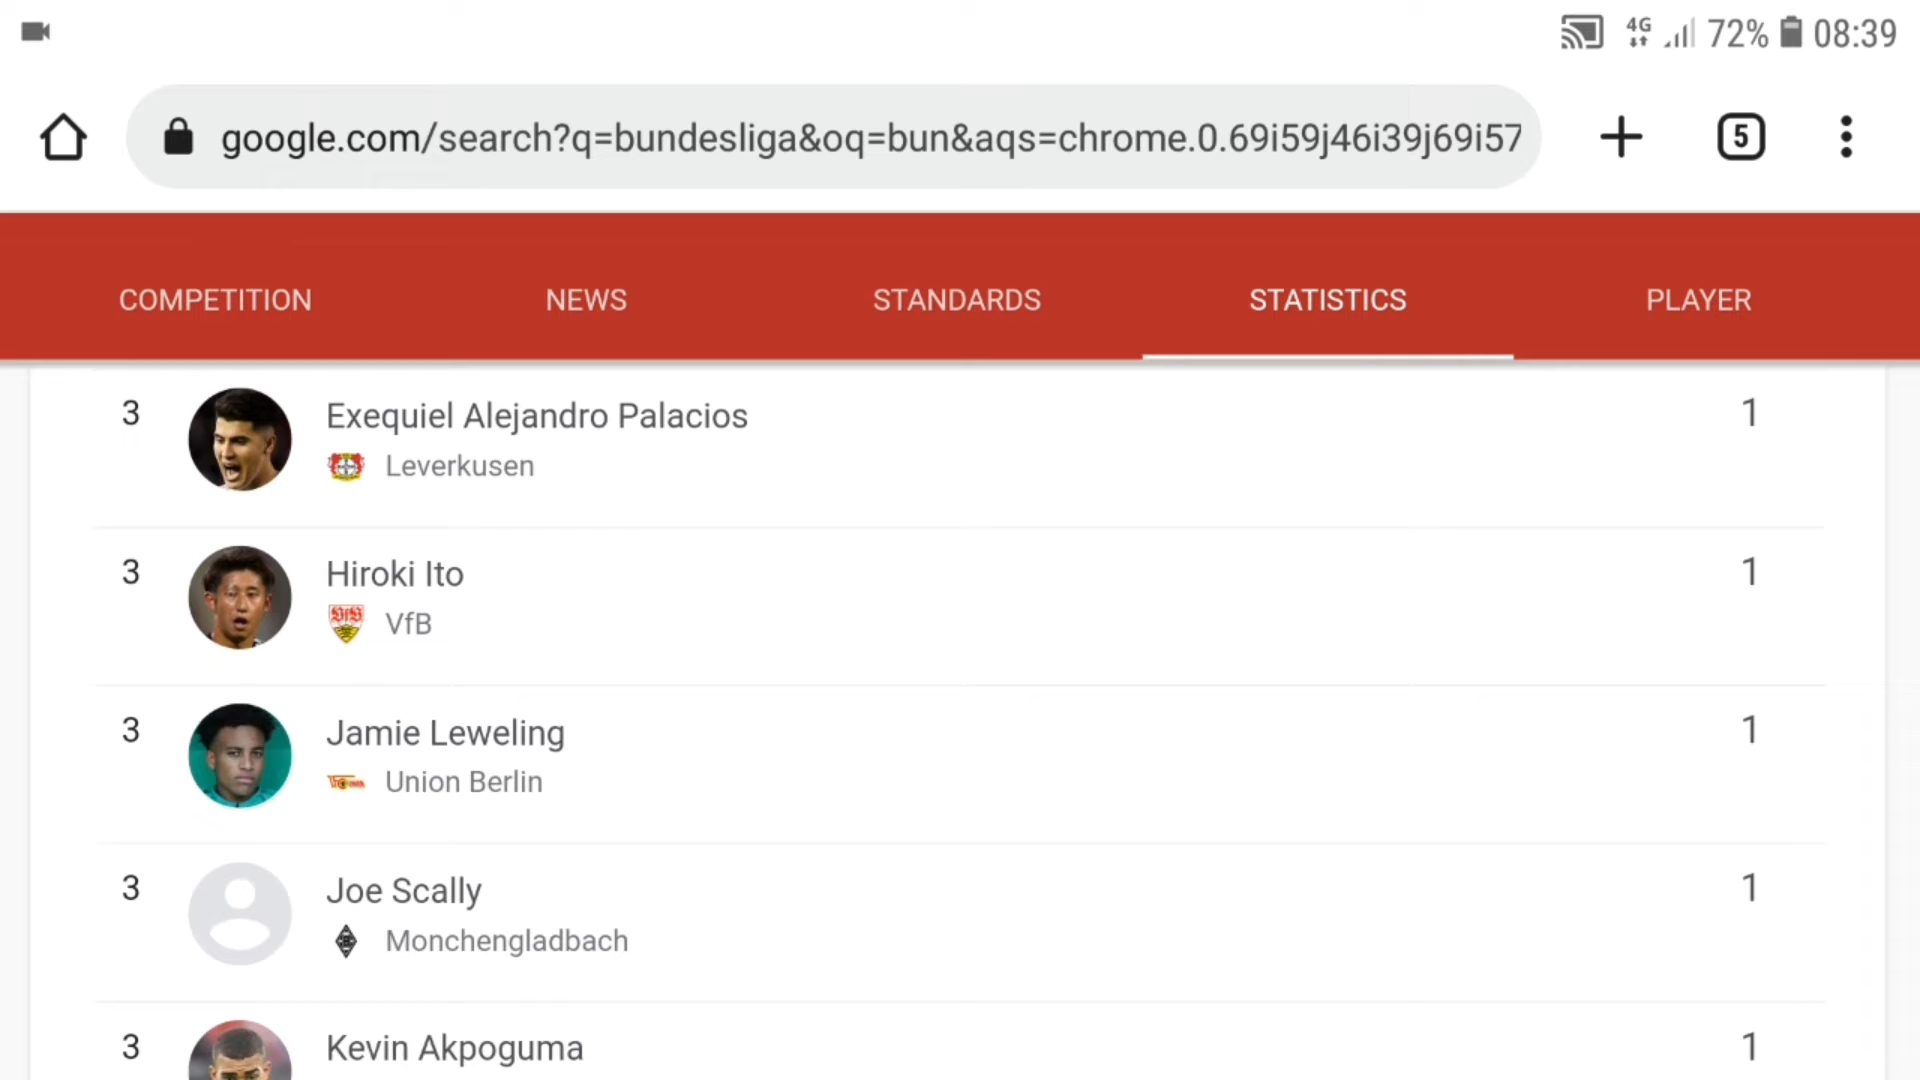 4G 72% 08:39
google.com/search?q=bundesliga&oq=bun&aqs=chrome.0.69i59j46i39j69i57
5
COMPETITION NEWS STANDARDS STATISTICS PLAYER
3 Exequiel Alejandro Palacios 1
Leverkusen
3 Hiroki Ito 1
VfB
3 Jamie Leweling 1
Union Berlin
3 Joe Scally 1
Monchengladbach
3 Kevin Akpoguma 1